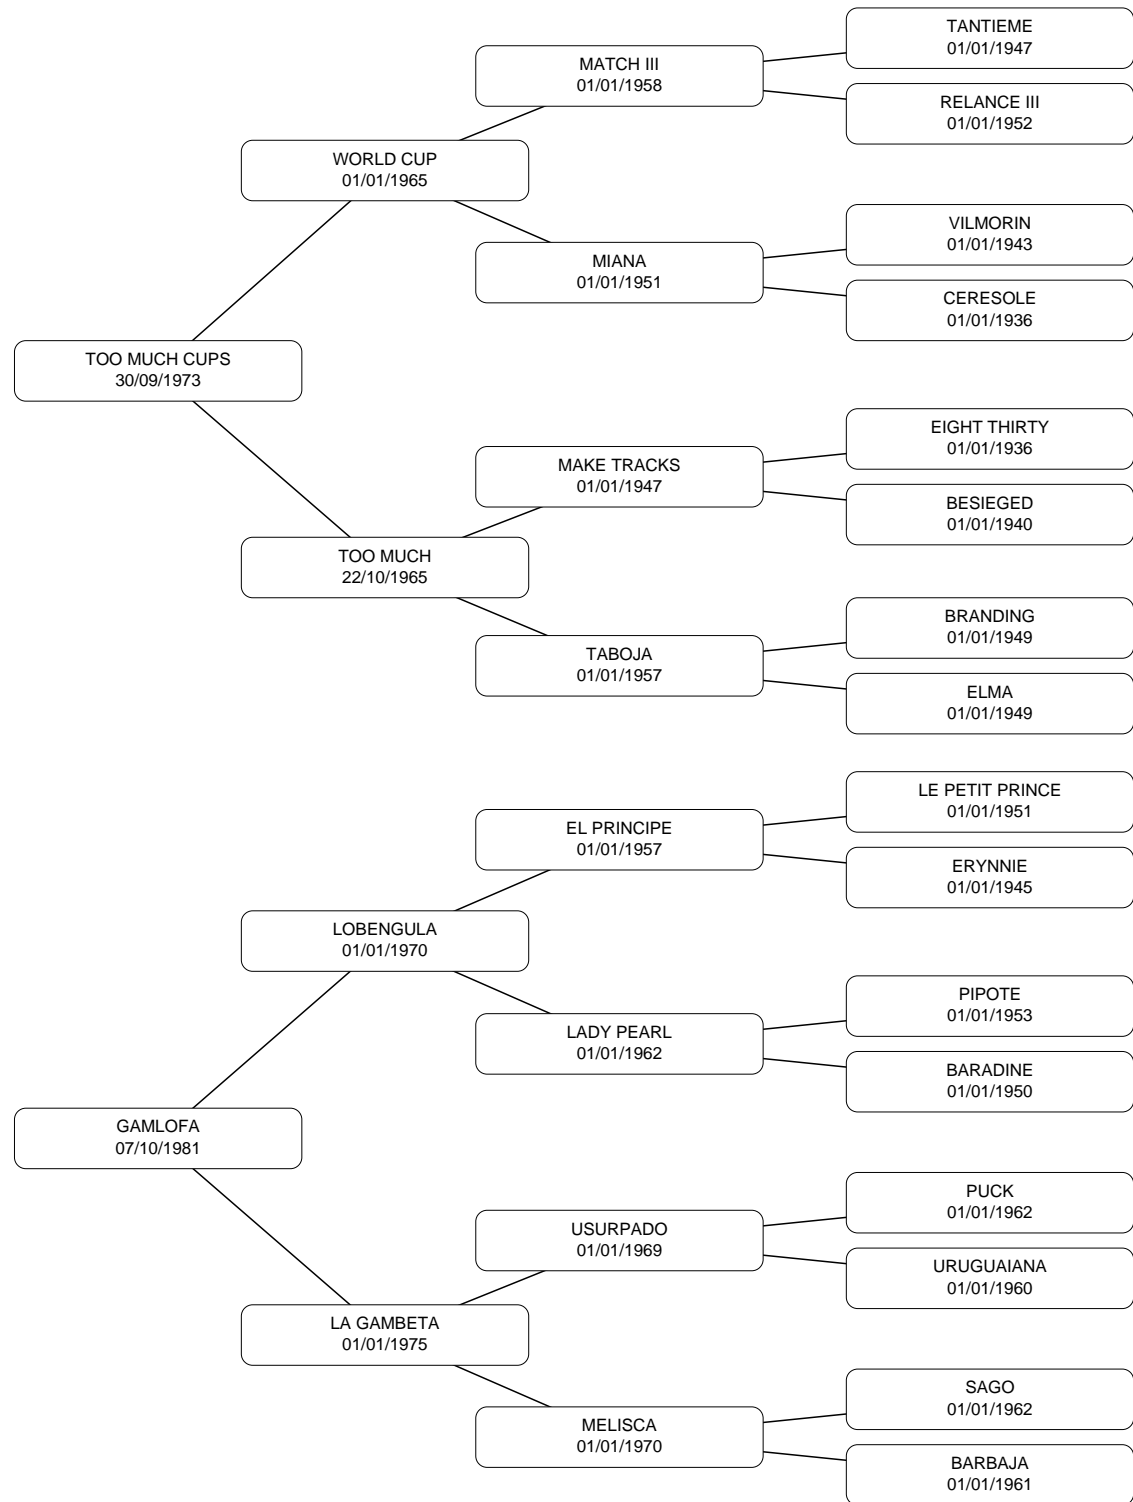 TANTIEME
01/01/1947
MATCH III
01/01/1958
RELANCE III
01/01/1952
WORLD CUP
01/01/1965
VILMORIN
01/01/1943
MIANA
01/01/1951
CERESOLE
01/01/1936
TOO MUCH CUPS
30/09/1973
EIGHT THIRTY
01/01/1936
MAKE TRACKS
01/01/1947
BESIEGED
01/01/1940
TOO MUCH
22/10/1965
BRANDING
01/01/1949
TABOJA
01/01/1957
ELMA
01/01/1949
LE PETIT PRINCE
01/01/1951
EL PRINCIPE
01/01/1957
ERYNNIE
01/01/1945
LOBENGULA
01/01/1970
PIPOTE
01/01/1953
LADY PEARL
01/01/1962
BARADINE
01/01/1950
GAMLOFA
07/10/1981
PUCK
01/01/1962
USURPADO
01/01/1969
URUGUAIANA
01/01/1960
LA GAMBETA
01/01/1975
SAGO
01/01/1962
MELISCA
01/01/1970
BARBAJA
01/01/1961